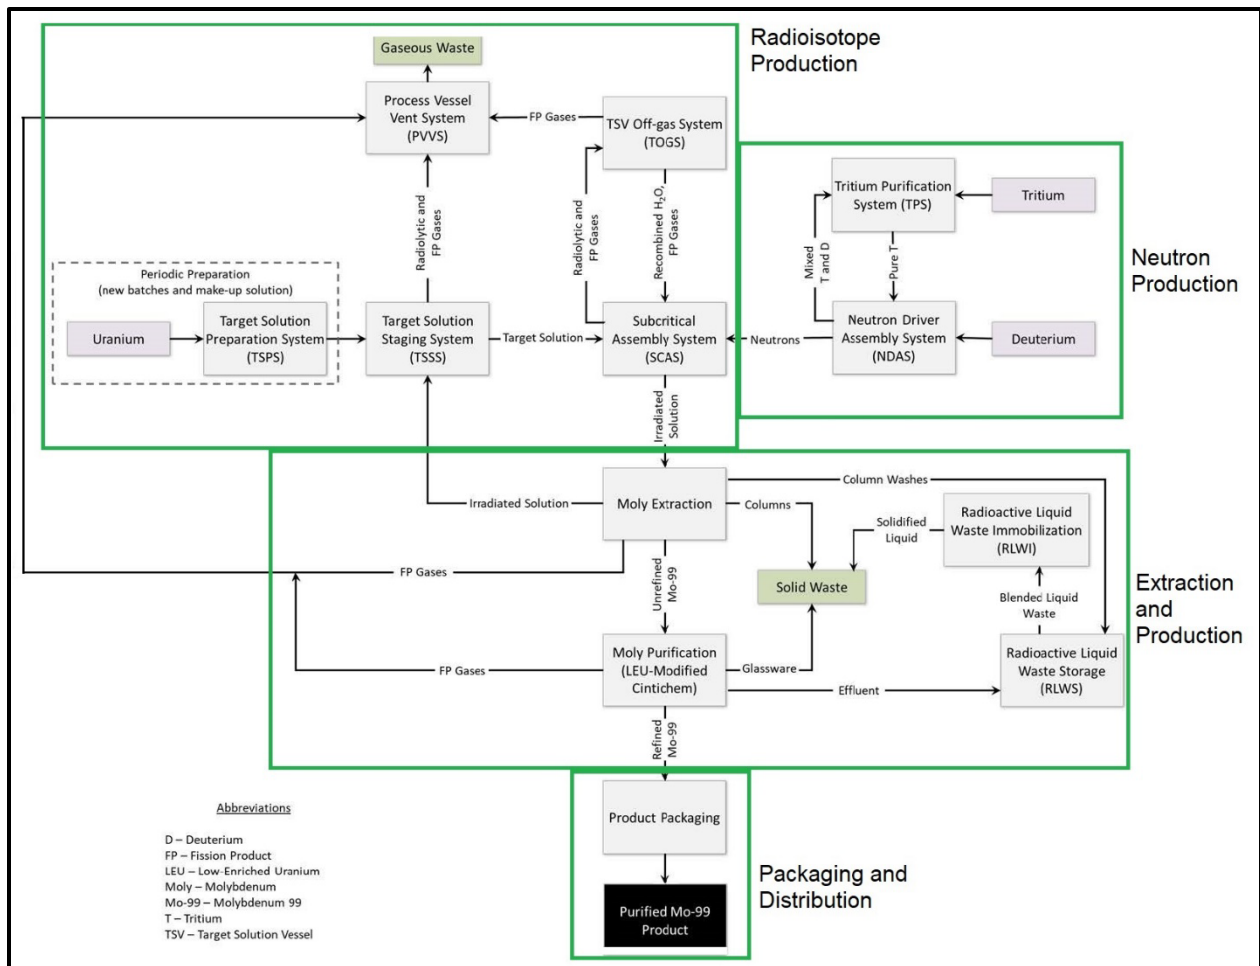 Radioisotope
Production
Gaseous Waste
Process Vessel
Vent System
(PVVS)
FP Gases
TSV Off-gas System
(TOGS)
Radiolytic and
FP Gases
Radiolytic and
FP Gases
Recombined H₂O,
FP Gases
Periodic Preparation
(new batches and make-up solution)
Uranium
Target Solution
Preparation System
(TSPS)
Target Solution
Staging System
(TSSS)
Target Solution
Subcritical
Assembly System
(SCAS)
Neutrons
Tritium Purification
System (TPS)
Tritium
Mixed
T and D
Pure T
Neutron Driver
Assembly System
(NDAS)
Deuterium
Neutron
Production
Irradiated
Solution
Moly Extraction
Irradiated Solution
Columns
Column Washes
FP Gases
Unrefined
Mo-99
Solid Waste
Solidified
Liquid
Radioactive Liquid
Waste Immobilization
(RLWI)
Blended Liquid
Waste
Extraction
and
Production
Moly Purification
(LEU-Modified
Cintichem)
FP Gases
Glassware
Effluent
Radioactive Liquid
Waste Storage
(RLWS)
Refined
Mo-99
Product Packaging
Purified Mo-99
Product
Packaging and
Distribution
Abbreviations
D – Deuterium
FP – Fission Product
LEU – Low-Enriched Uranium
Moly – Molybdenum
Mo-99 – Molybdenum 99
T – Tritium
TSV – Target Solution Vessel